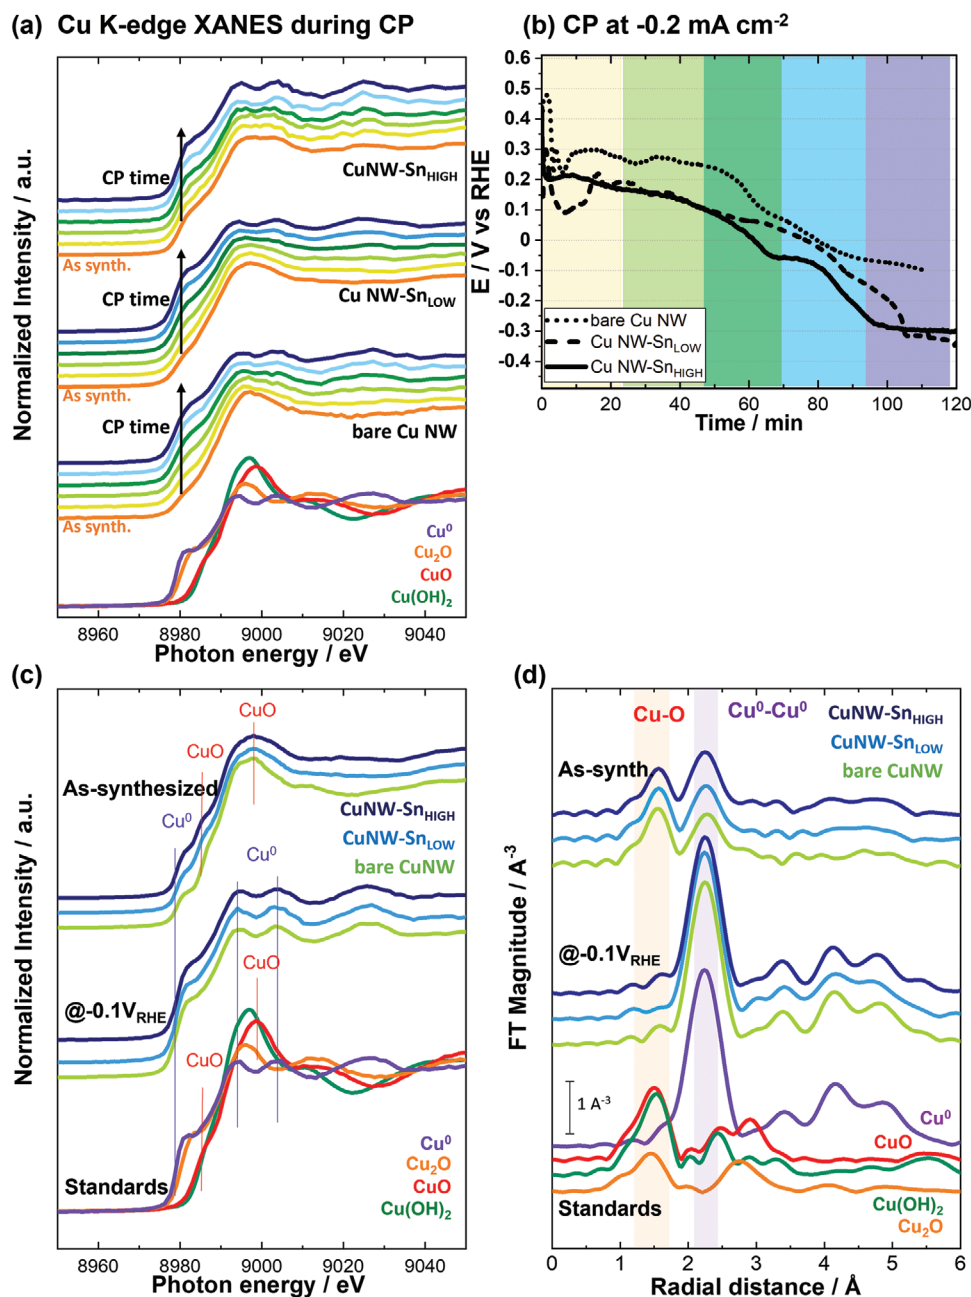 (a) Cu K-edge XANES during CP
Normalized Intensity / a.u.
CP time
CuNW-SnHIGH
As synth.
CP time
Cu NW-SnLOW
As synth.
CP time
bare Cu NW
As synth.
Cu⁰
Cu₂O
CuO
Cu(OH)₂
8960 8980 9000 9020 9040
Photon energy / eV
(b) CP at -0.2 mA cm⁻²
E / V vs RHE
0.6
0.5
0.4
0.3
0.2
0.1
0
-0.1
-0.2
-0.3
-0.4
bare Cu NW
Cu NW-SnLOW
Cu NW-SnHIGH
0 20 40 60 80 100 120
Time / min
(c)
Normalized Intensity / a.u.
CuO
CuO
As-synthesized
Cu⁰
CuNW-SnHIGH
CuNW-SnLOW
bare CuNW
Cu⁰
CuO
@-0.1VRHE
CuO
Cu⁰
Cu₂O
CuO
Cu(OH)₂
Standards
8960 8980 9000 9020 9040
Photon energy / eV
(d)
FT Magnitude / A⁻³
Cu-O
Cu⁰-Cu⁰
CuNW-SnHIGH
CuNW-SnLOW
bare CuNW
As-synth.
@-0.1VRHE
1 A⁻³
Cu⁰
CuO
Cu(OH)₂
Cu₂O
Standards
0 1 2 3 4 5 6
Radial distance / Å